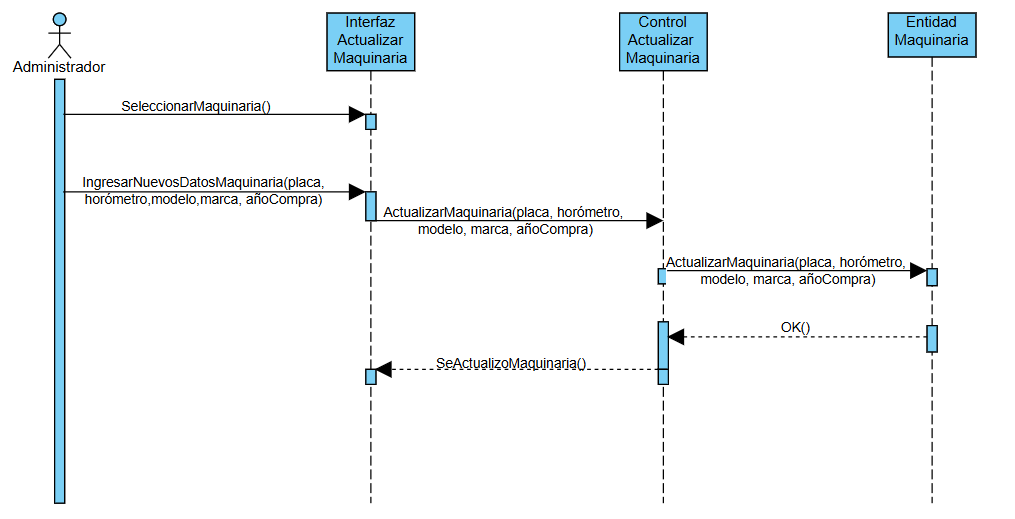 Administrador
Interfaz
Actualizar
Maquinaria
Control
Actualizar
Maquinaria
Entidad
Maquinaria
SeleccionarMaquinaria()
IngresarNuevosDatosMaquinaria(placa,
horómetro,modelo,marca, añoCompra)
ActualizarMaquinaria(placa, horómetro,
modelo, marca, añoCompra)
ActualizarMaquinaria(placa, horómetro,
modelo, marca, añoCompra)
OK()
SeActualizoMaquinaria()